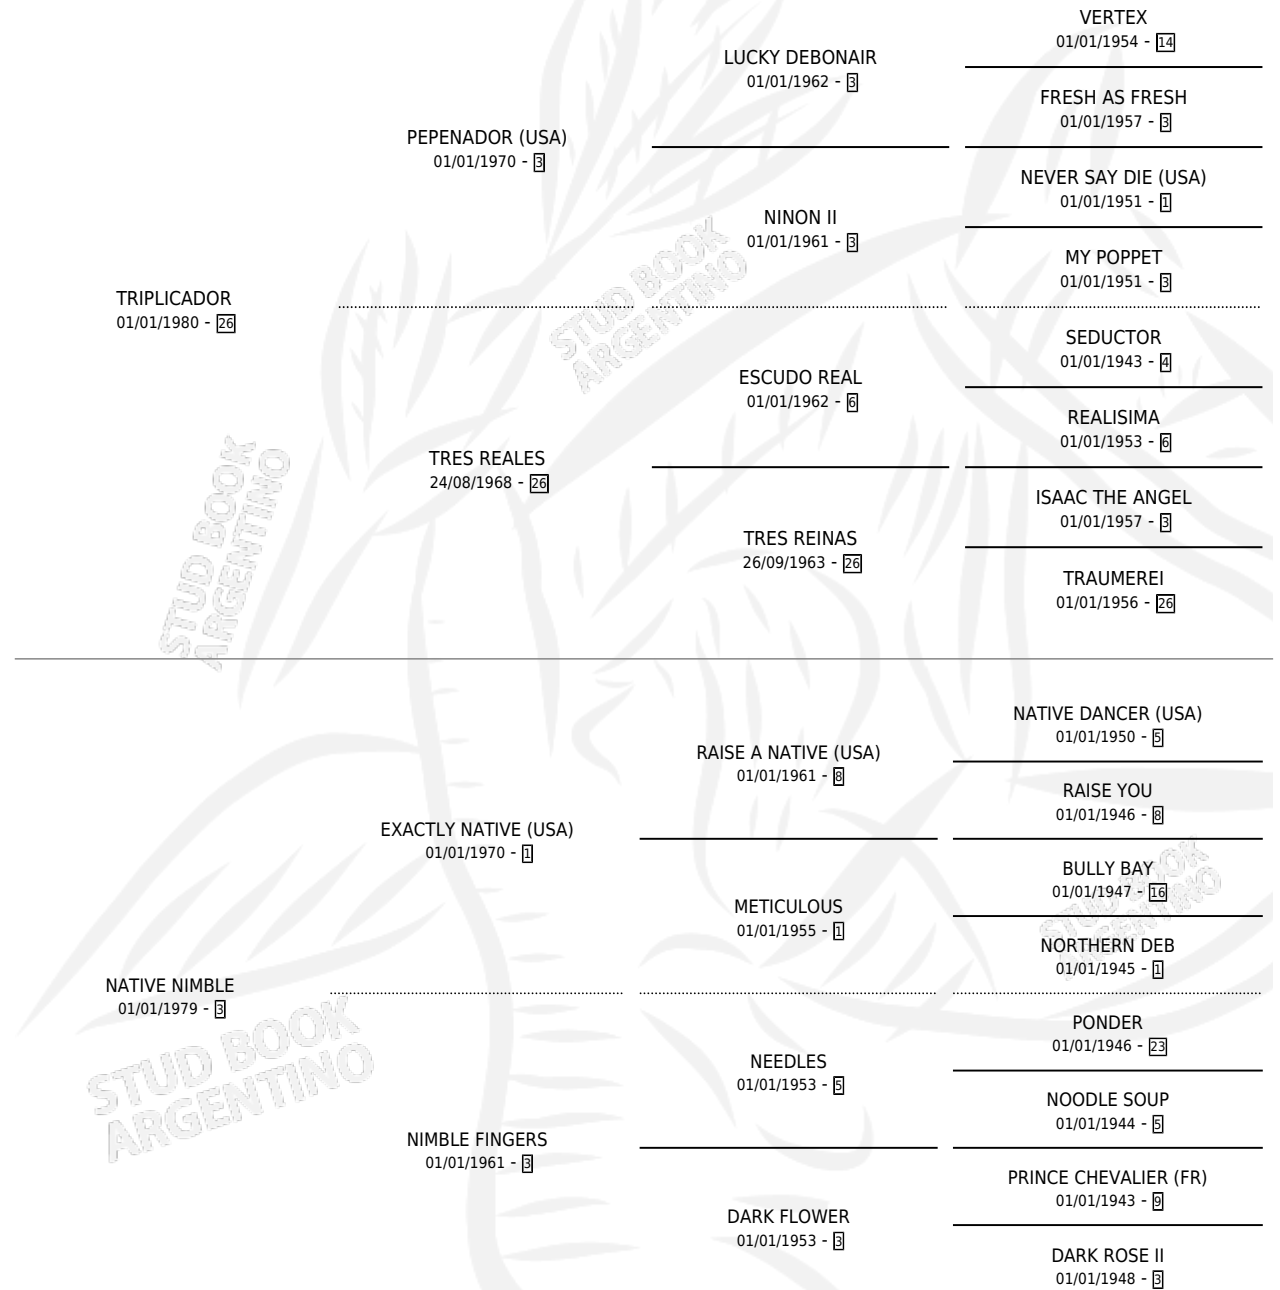 VERTEX
01/01/1954 - 14
LUCKY DEBONAIR
01/01/1962 - 3
FRESH AS FRESH
01/01/1957 - 3
PEPENADOR (USA)
01/01/1970 - 3
NEVER SAY DIE (USA)
01/01/1951 - 1
NINON II
01/01/1961 - 3
MY POPPET
01/01/1951 - 3
TRIPLICADOR
01/01/1980 - 26
SEDUCTOR
01/01/1943 - 4
ESCUDO REAL
01/01/1962 - 6
REALISIMA
01/01/1953 - 6
TRES REALES
24/08/1968 - 26
ISAAC THE ANGEL
01/01/1957 - 3
TRES REINAS
26/09/1963 - 26
TRAUMEREI
01/01/1956 - 26
NATIVE DANCER (USA)
01/01/1950 - 5
RAISE A NATIVE (USA)
01/01/1961 - 8
RAISE YOU
01/01/1946 - 8
EXACTLY NATIVE (USA)
01/01/1970 - 1
BULLY BAY
01/01/1947 - 16
METICULOUS
01/01/1955 - 1
NORTHERN DEB
01/01/1945 - 1
NATIVE NIMBLE
01/01/1979 - 3
PONDER
01/01/1946 - 23
NEEDLES
01/01/1953 - 5
NOODLE SOUP
01/01/1944 - 5
NIMBLE FINGERS
01/01/1961 - 3
PRINCE CHEVALIER (FR)
01/01/1943 - 9
DARK FLOWER
01/01/1953 - 3
DARK ROSE II
01/01/1948 - 3
STUD BOOK
ARGENTINO
STUD BOOK
ARGENTINO
STUD BOOK
ARGENTINO
STUD BOOK
ARGENTINO